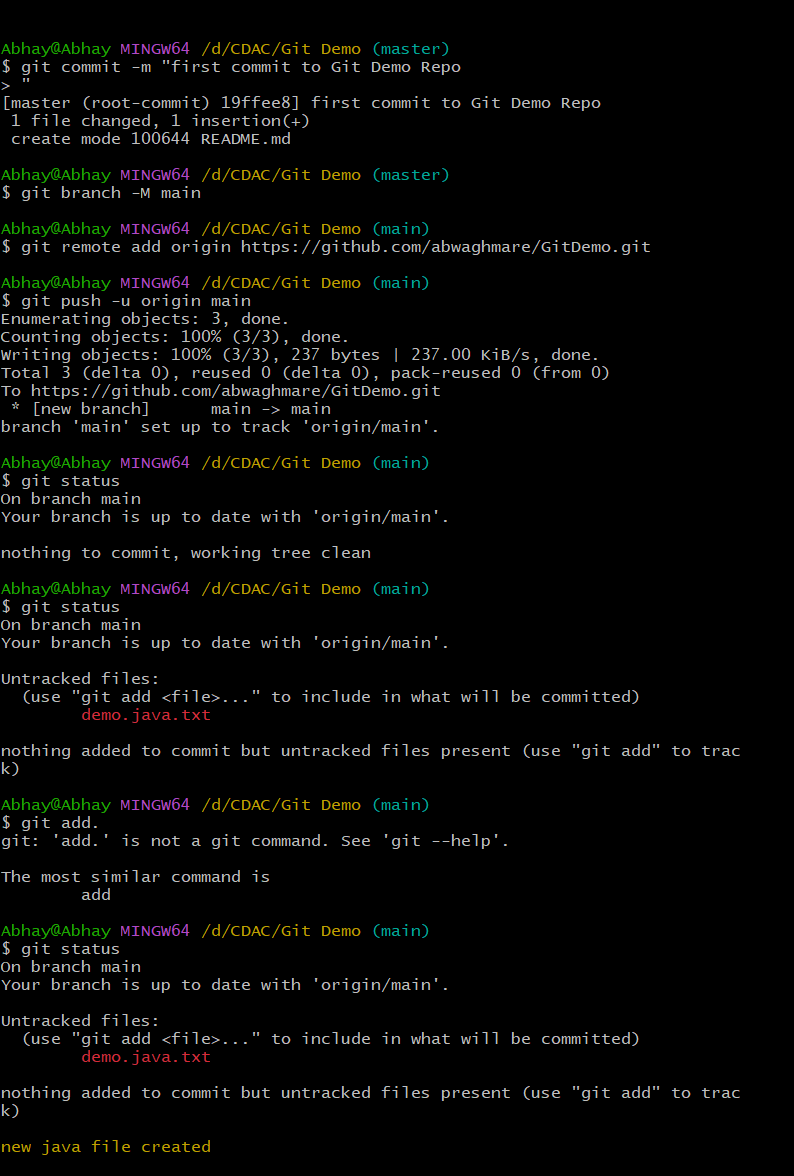 Abhay@Abhay MINGW64 /d/CDAC/Git Demo (master)
$ git commit -m "first commit to Git Demo Repo
> "
[master (root-commit) 19ffee8] first commit to Git Demo Repo
 1 file changed, 1 insertion(+)
 create mode 100644 README.md
Abhay@Abhay MINGW64 /d/CDAC/Git Demo (master)
$ git branch -M main
Abhay@Abhay MINGW64 /d/CDAC/Git Demo (main)
$ git remote add origin https://github.com/abwaghmare/GitDemo.git
Abhay@Abhay MINGW64 /d/CDAC/Git Demo (main)
$ git push -u origin main
Enumerating objects: 3, done.
Counting objects: 100% (3/3), done.
Writing objects: 100% (3/3), 237 bytes | 237.00 KiB/s, done.
Total 3 (delta 0), reused 0 (delta 0), pack-reused 0 (from 0)
To https://github.com/abwaghmare/GitDemo.git
 * [new branch]      main -> main
branch 'main' set up to track 'origin/main'.
Abhay@Abhay MINGW64 /d/CDAC/Git Demo (main)
$ git status
On branch main
Your branch is up to date with 'origin/main'.
nothing to commit, working tree clean
Abhay@Abhay MINGW64 /d/CDAC/Git Demo (main)
$ git status
On branch main
Your branch is up to date with 'origin/main'.
Untracked files:
  (use "git add <file>..." to include in what will be committed)
        demo.java.txt
nothing added to commit but untracked files present (use "git add" to trac
k)
Abhay@Abhay MINGW64 /d/CDAC/Git Demo (main)
$ git add.
git: 'add.' is not a git command. See 'git --help'.
The most similar command is
        add
Abhay@Abhay MINGW64 /d/CDAC/Git Demo (main)
$ git status
On branch main
Your branch is up to date with 'origin/main'.
Untracked files:
  (use "git add <file>..." to include in what will be committed)
        demo.java.txt
nothing added to commit but untracked files present (use "git add" to trac
k)
new java file created